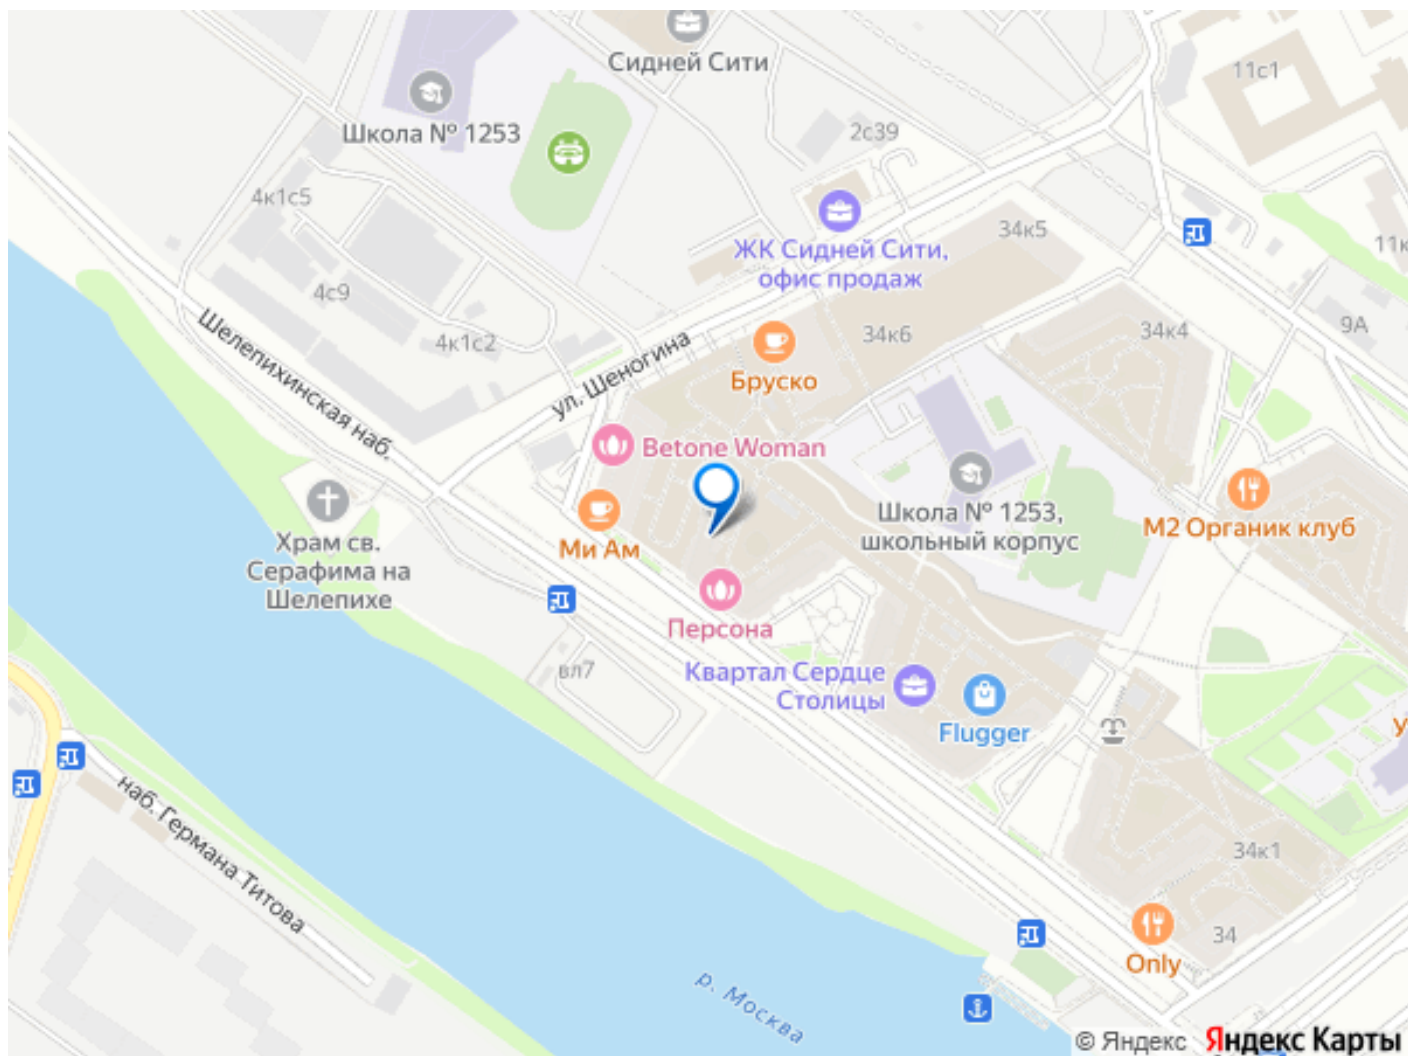 Сидней Сити
11с1
Школа № 1253
2с39
4к1с5
34к5
ЖК Сидней Сити,
офис продаж
11к
4с9
Шелепихинская наб.
4к1с2
ул. Шеногина
34к6
34к4
9А
Бруско
Betone Woman
Школа № 1253,
школьный корпус
М2 Органик клуб
Ми Ам
Храм св.
Серафима на
Шелепихе
Персона
вл7
Квартал Сердце
Столицы
Flugger
У
наб. Германа Титова
34к1
34
Only
р. Москва
© Яндекс Яндекс Карты